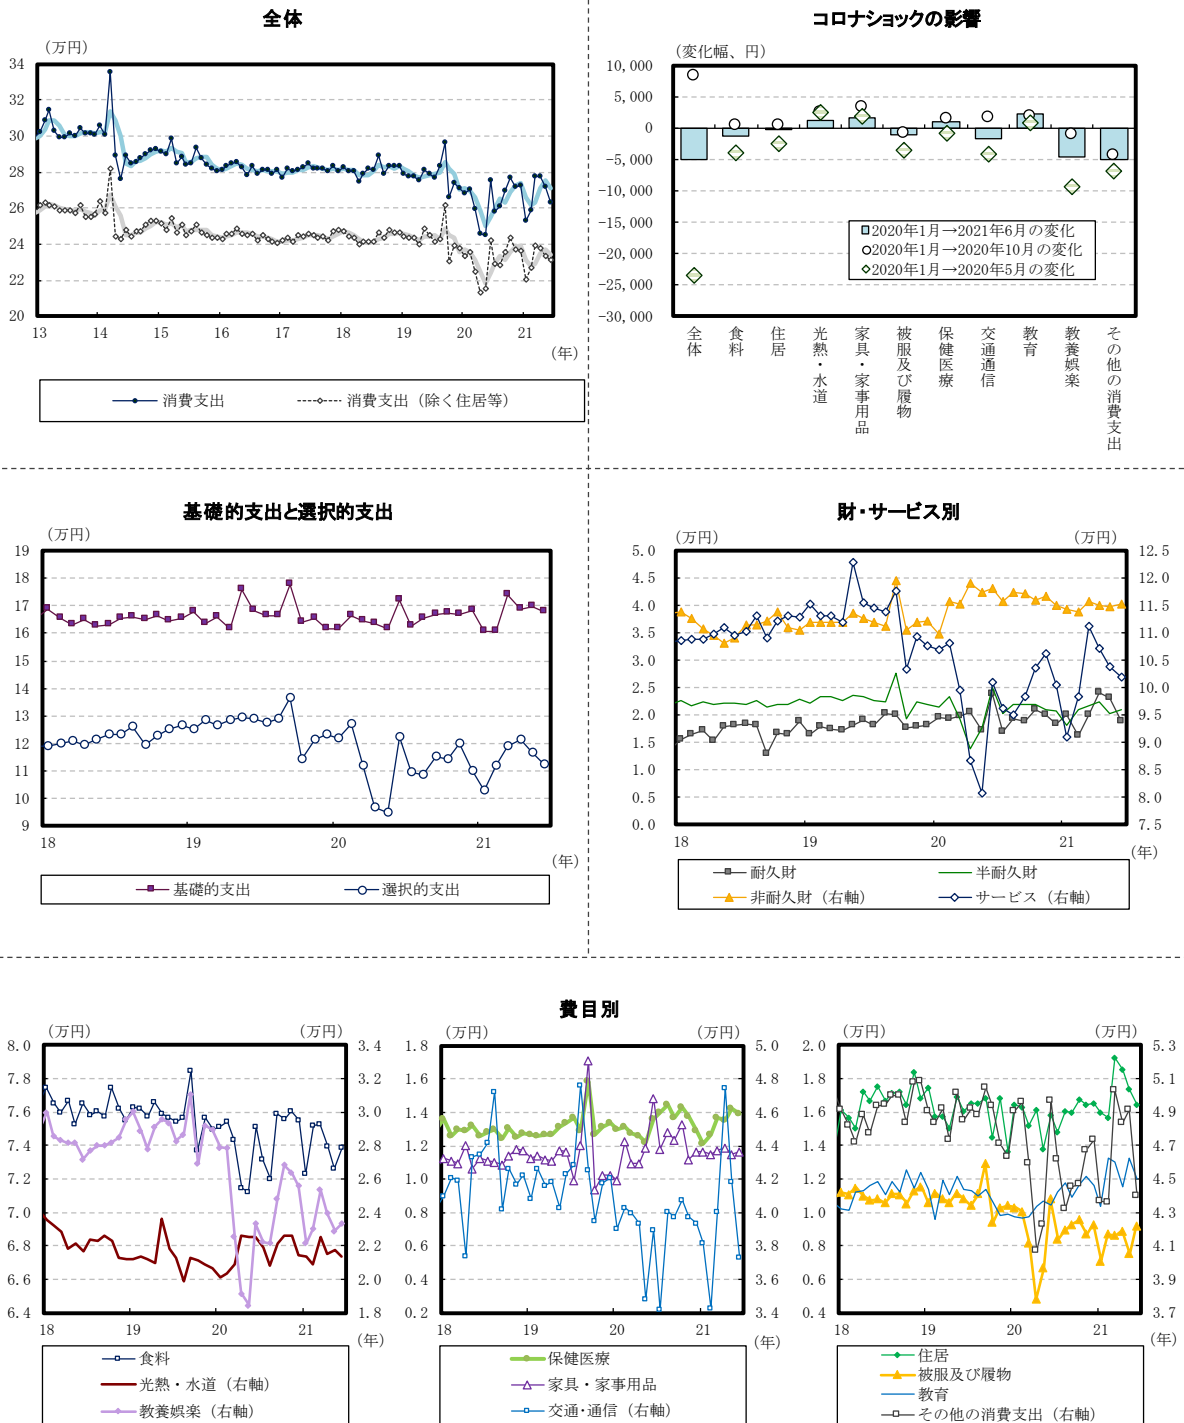 全体
（万円）
34
32
30
28
26
24
22
20
13 14 15 16 17 18 19 20 21
（年）
消費支出
消費支出（除く住居等）
コロナショックの影響
（変化幅、円）
10,000
5,000
0
−5,000
−10,000
−15,000
−20,000
−25,000
−30,000
2020年1月→2021年6月の変化
2020年1月→2020年10月の変化
2020年1月→2020年5月の変化
全体
食料
住居
光熱・水道
家具・家事用品
被服及び履物
保健医療
交通通信
教育
教養娯楽
その他の消費支出
基礎的支出と選択的支出
（万円）
19
18
17
16
15
14
13
12
11
10
9
18 19 20 21
（年）
基礎的支出 選択的支出
財・サービス別
（万円） （万円）
5.0 12.5
4.5 12.0
4.0 11.5
3.5 11.0
3.0 10.5
2.5 10.0
2.0 9.5
1.5 9.0
1.0 8.5
0.5 8.0
0.0 7.5
18 19 20 21
（年）
耐久財 半耐久財
非耐久財（右軸） サービス（右軸）
費目別
（万円） （万円）
8.0 3.4
7.8 3.2
7.6 3.0
7.4 2.8
7.2 2.6
7.0 2.4
6.8 2.2
6.6 2.0
6.4 1.8
18 19 20 21
（年）
食料
光熱・水道（右軸）
教養娯楽（右軸）
（万円） （万円）
1.8 5.0
1.6 4.8
1.4 4.6
1.2 4.4
1.0 4.2
0.8 4.0
0.6 3.8
0.4 3.6
0.2 3.4
18 19 20 21
（年）
保健医療
家具・家事用品
交通・通信（右軸）
（万円） （万円）
2.0 5.3
1.8 5.1
1.6 4.9
1.4 4.7
1.2 4.5
1.0 4.3
0.8 4.1
0.6 3.9
0.4 3.7
18 19 20 21
（年）
住居
被服及び履物
教育
その他の消費支出（右軸）